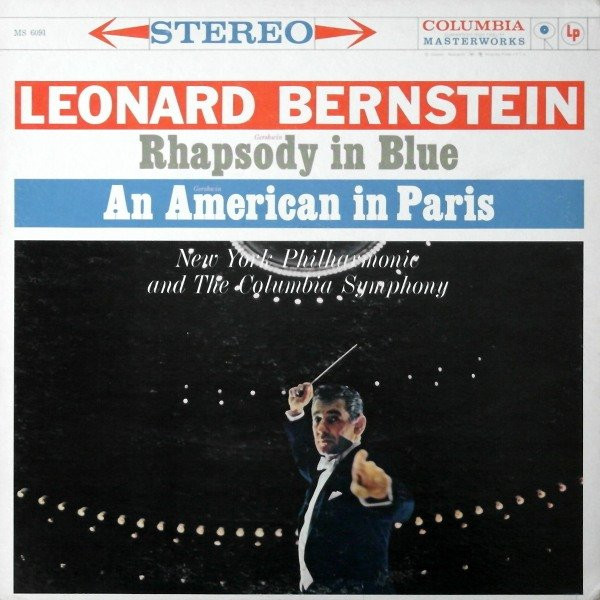 MS 6091
STEREO
COLUMBIA
MASTERWORKS
Lp
LEONARD BERNSTEIN
Gershwin
Rhapsody in Blue
Gershwin
An American in Paris
New York Philharmonic
and The Columbia Symphony